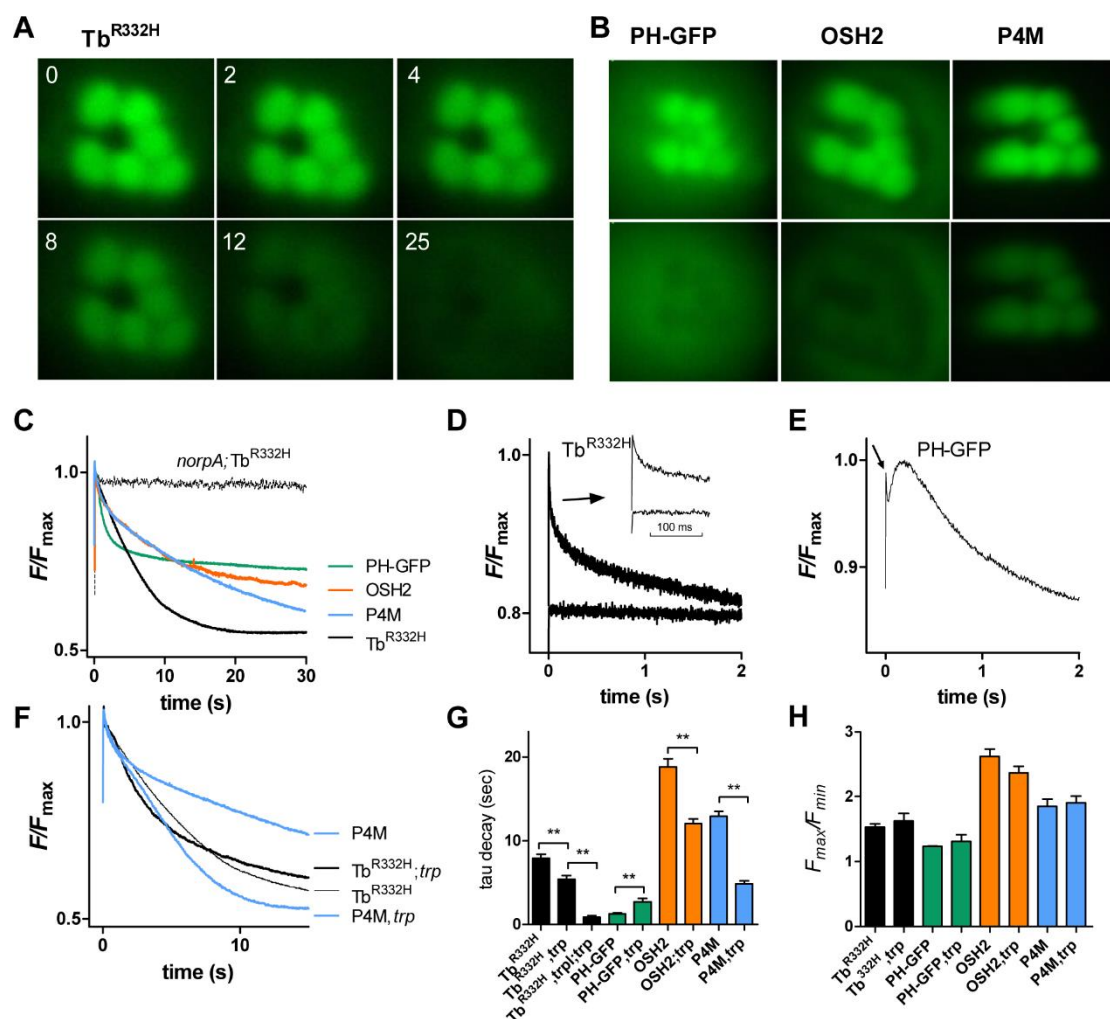 A
Tb^R332H
0
2
4
8
12
25
B
PH-GFP
OSH2
P4M
C
norpA; Tb^R332H
F/F_max
1.0
0.5
0
10
20
30
time (s)
PH-GFP
OSH2
P4M
Tb^R332H
D
Tb^R332H
100 ms
F/F_max
1.0
0.9
0.8
0
1
2
time (s)
E
PH-GFP
F/F_max
1.0
0.9
0
1
2
time (s)
F
F/F_max
1.0
0.5
0
10
time (s)
P4M
Tb^R332H;trp
Tb^R332H
P4M,trp
G
tau decay (sec)
20
10
0
**
**
**
**
**
Tb^R332H
Tb^R332H,trp
Tb^R332H,trpl;trp
PH-GFP
PH-GFP,trp
OSH2
OSH2;trp
P4M
P4M,trp
H
F_max/F_min
3
2
1
0
Tb^R332H
Tb^332H,trp
PH-GFP
PH-GFP,trp
OSH2
OSH2,trp
P4M
P4M,trp